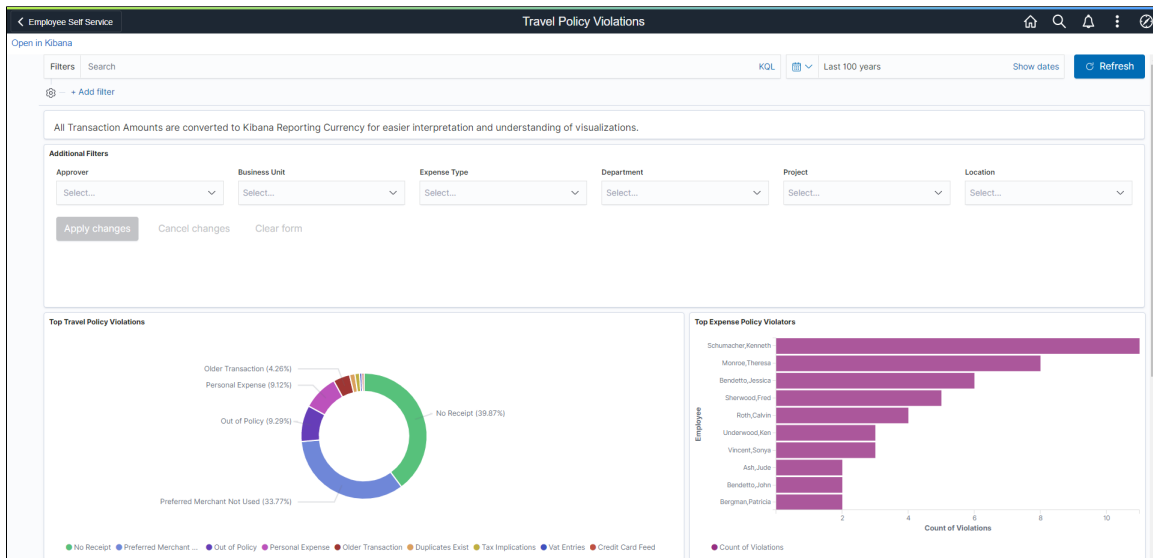 Employee Self Service
Travel Policy Violations
Open in Kibana
Filters Search KQL Last 100 years Show dates Refresh
+ Add filter
All Transaction Amounts are converted to Kibana Reporting Currency for easier interpretation and understanding of visualizations.
Additional Filters
Approver Business Unit Expense Type Department Project Location
Select... Select... Select... Select... Select... Select...
Apply changes Cancel changes Clear form
Top Travel Policy Violations
Older Transaction (4.26%)
Personal Expense (9.12%)
No Receipt (39.87%)
Out of Policy (9.29%)
Preferred Merchant Not Used (33.77%)
No Receipt Preferred Merchant ... Out of Policy Personal Expense Older Transaction Duplicates Exist Tax Implications Vat Entries Credit Card Feed
Top Expense Policy Violators
Employee
Schumacher,Kenneth
Monroe,Theresa
Bendetto,Jessica
Sherwood,Fred
Roth,Calvin
Underwood,Ken
Vincent,Sonya
Ash,Jude
Bendetto,John
Bergman,Patricia
2 4 6 8 10
Count of Violations
Count of Violations